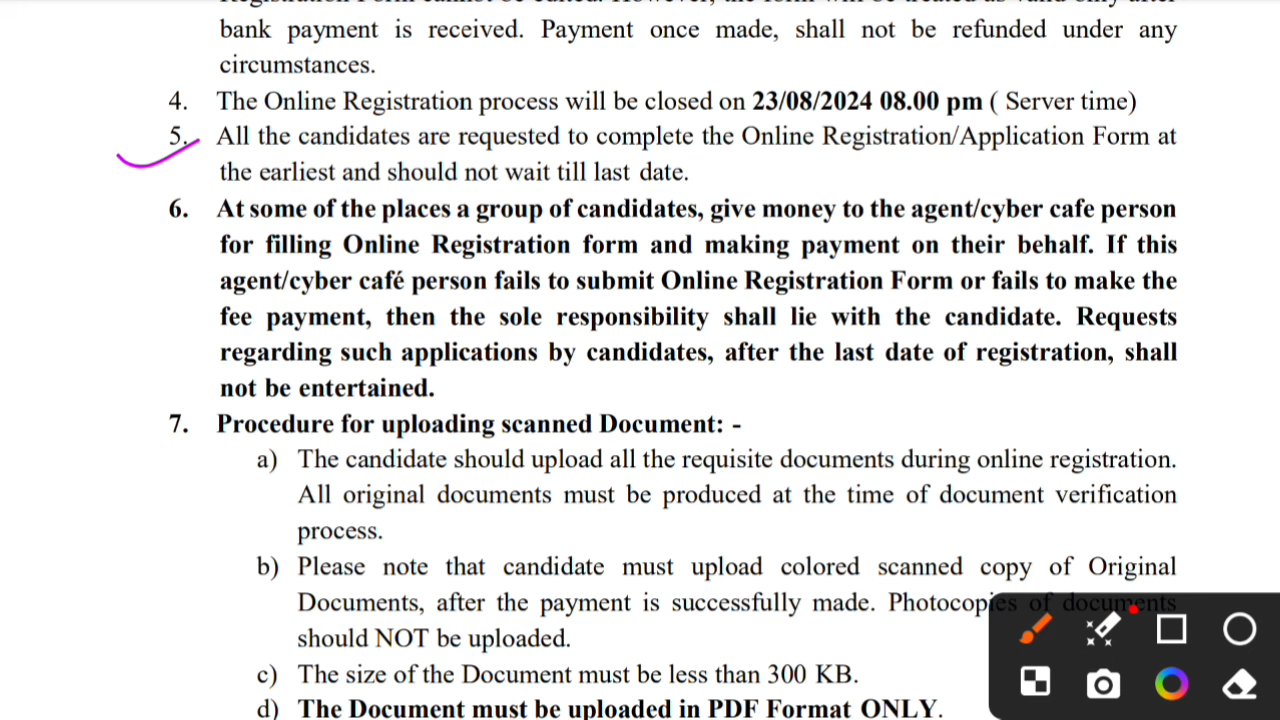 bank payment is received. Payment once made, shall not be refunded under any
circumstances.
4. The Online Registration process will be closed on 23/08/2024 08.00 pm ( Server time)
5. All the candidates are requested to complete the Online Registration/Application Form at
the earliest and should not wait till last date.
6. At some of the places a group of candidates, give money to the agent/cyber cafe person
for filling Online Registration form and making payment on their behalf. If this
agent/cyber café person fails to submit Online Registration Form or fails to make the
fee payment, then the sole responsibility shall lie with the candidate. Requests
regarding such applications by candidates, after the last date of registration, shall
not be entertained.
7. Procedure for uploading scanned Document: -
a) The candidate should upload all the requisite documents during online registration.
All original documents must be produced at the time of document verification
process.
b) Please note that candidate must upload colored scanned copy of Original
Documents, after the payment is successfully made. Photocopies of documents
should NOT be uploaded.
c) The size of the Document must be less than 300 KB.
d) The Document must be uploaded in PDF Format ONLY.